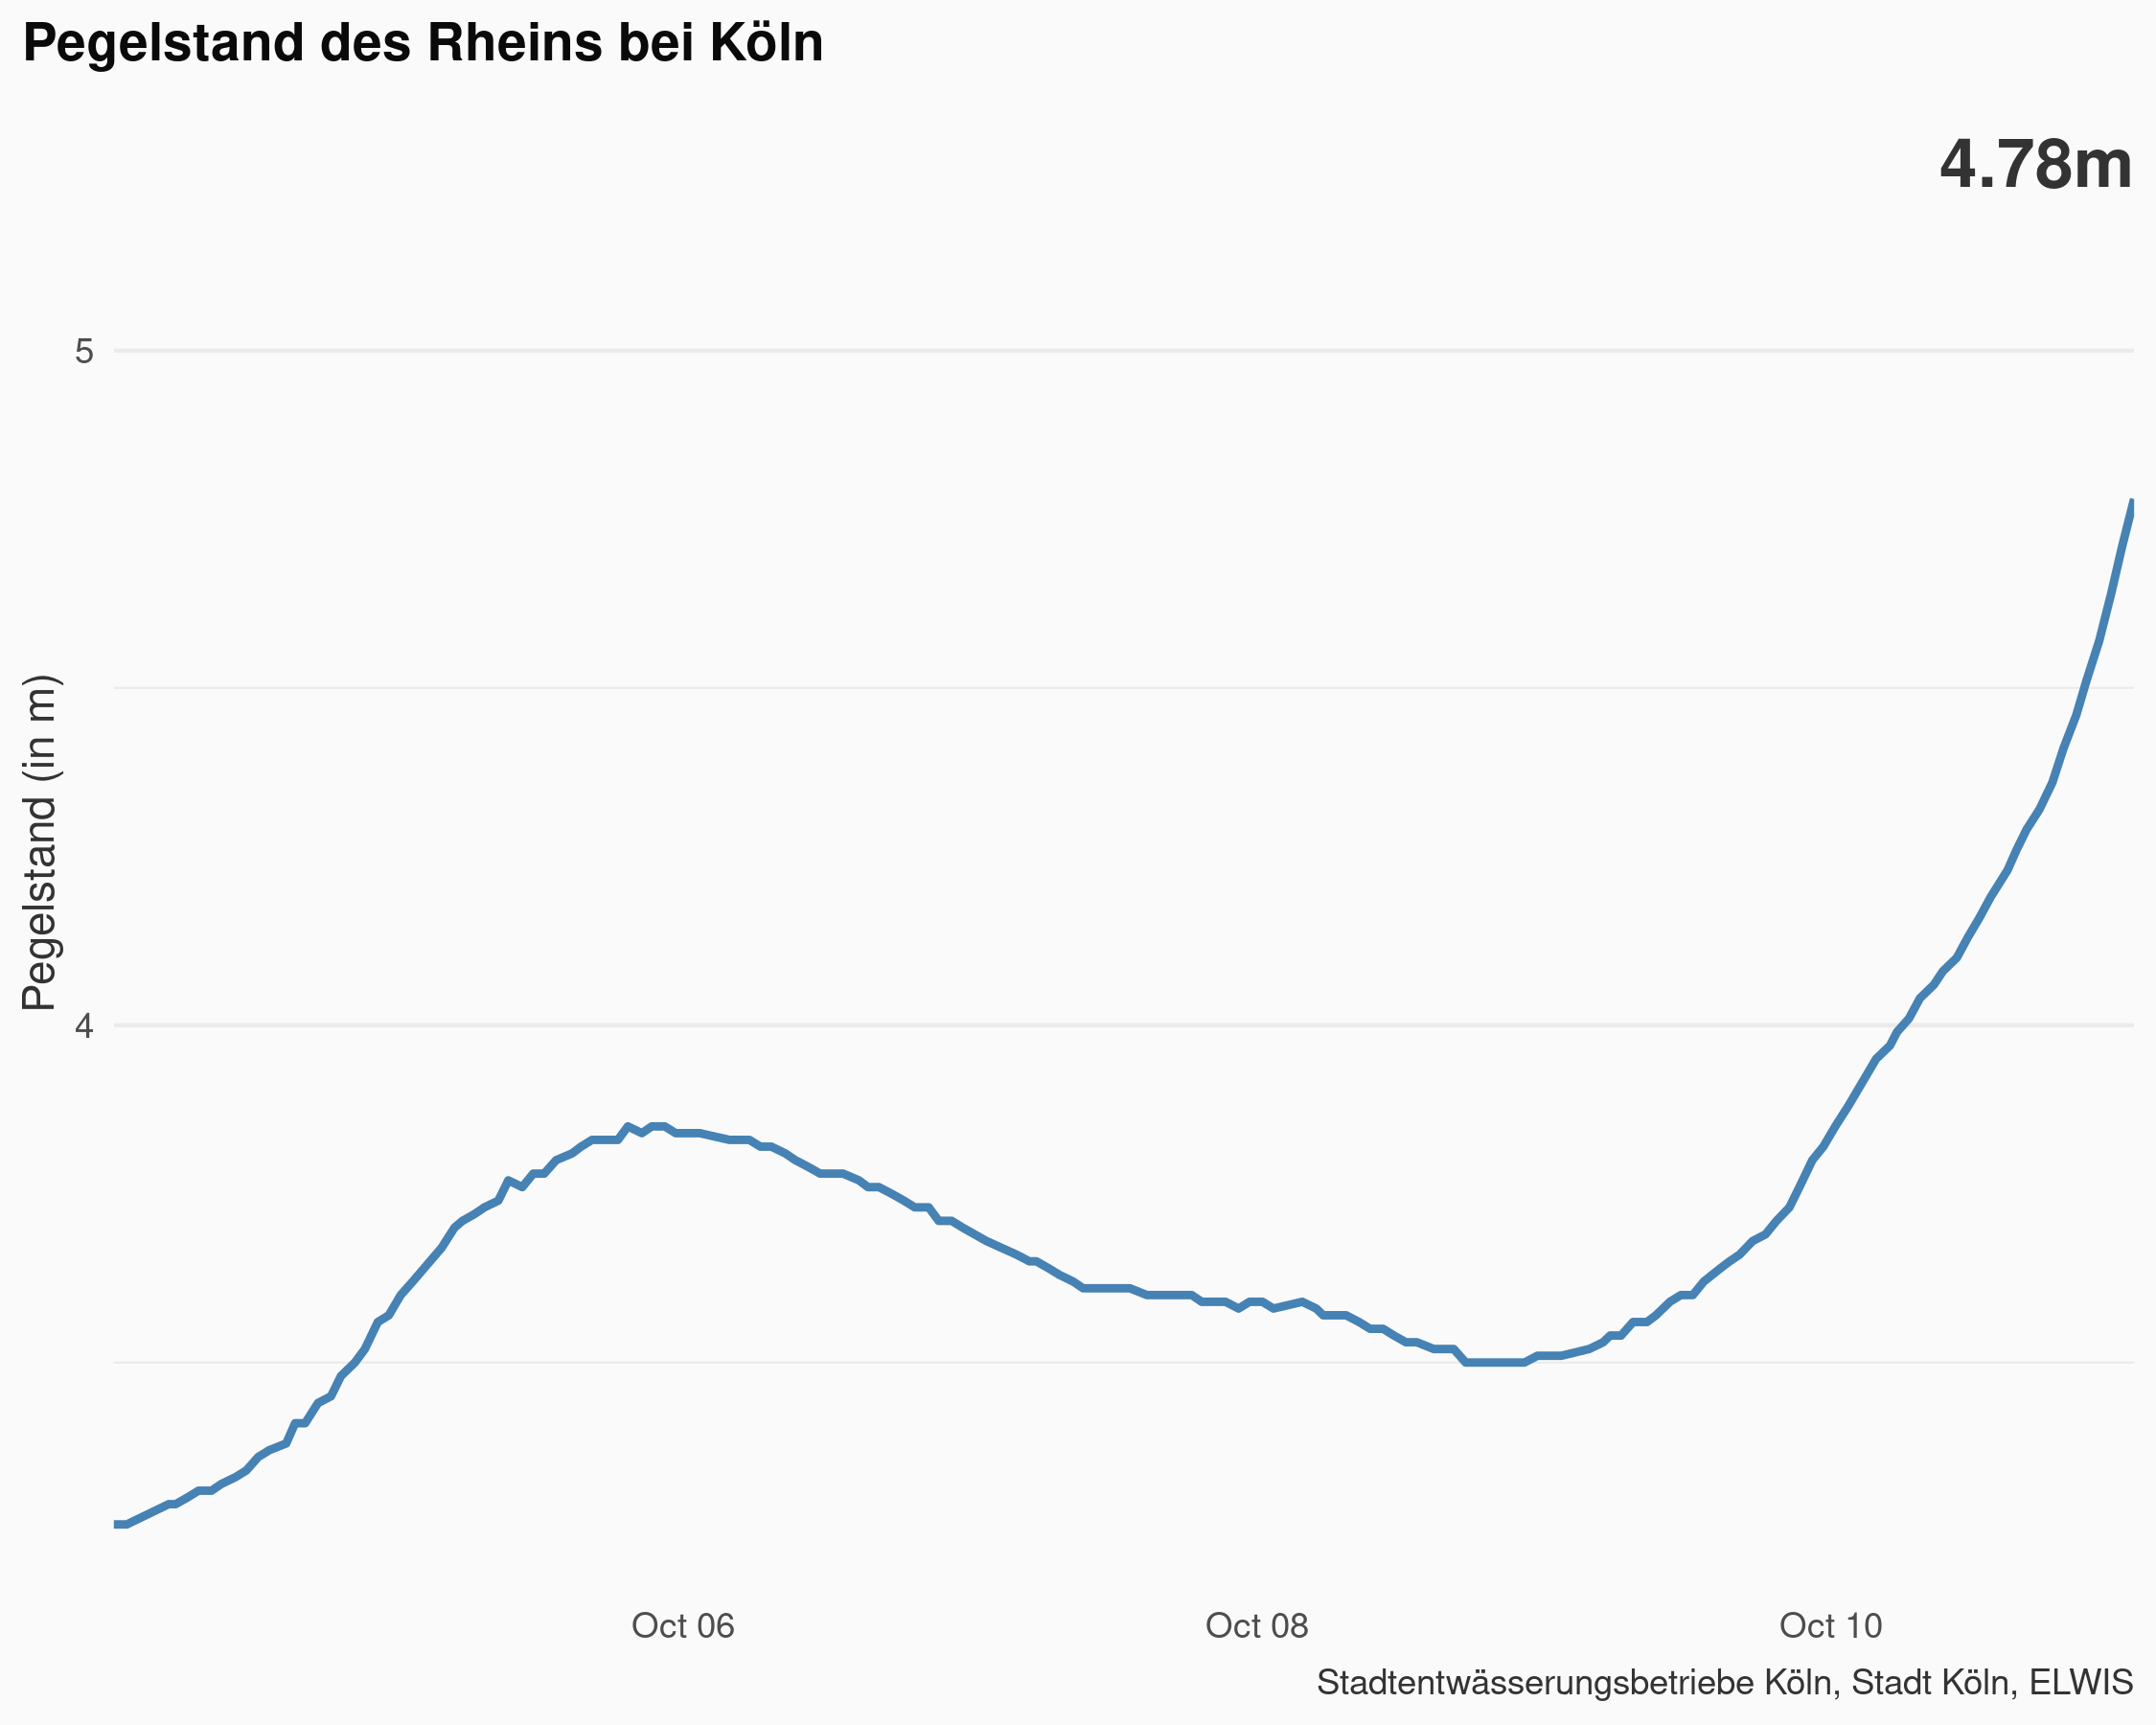 Pegelstand des Rheins bei Köln
4.78m
5
Pegelstand (in m)
4
Oct 06
Oct 08
Oct 10
Stadtentwässerungsbetriebe Köln, Stadt Köln, ELWIS